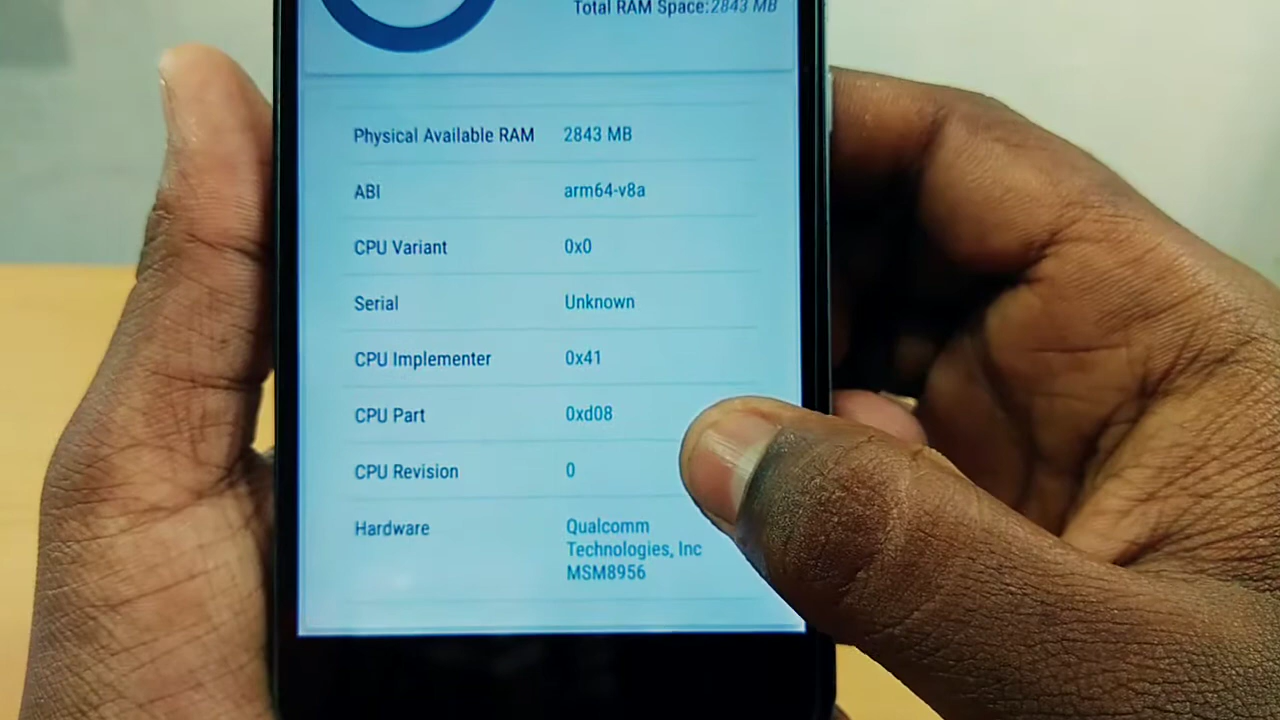 Total RAM Space:2843 MB
Physical Available RAM 2843 MB
ABI arm64-v8a
CPU Variant 0x0
Serial Unknown
CPU Implementer 0x41
CPU Part 0xd08
CPU Revision 0
Hardware Qualcomm
Technologies, Inc
MSM8956